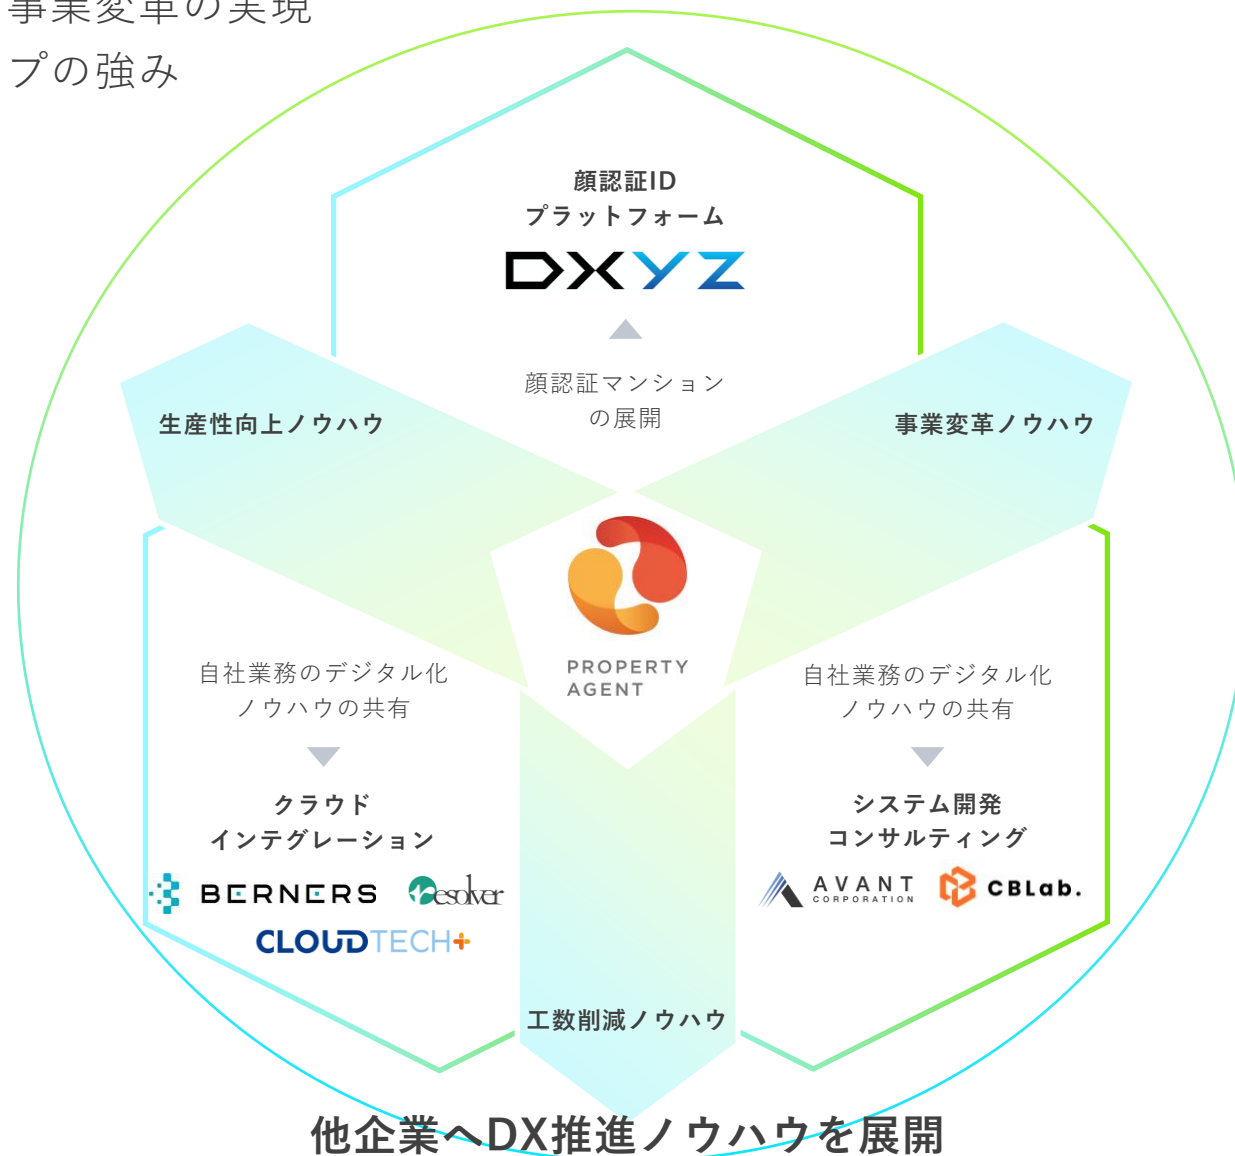 事業変革の実現
プの強み
顔認証ID
プラットフォーム
DXYZ
顔認証マンション
の展開
生産性向上ノウハウ
事業変革ノウハウ
PROPERTY
AGENT
自社業務のデジタル化
ノウハウの共有
クラウド
インテグレーション
BERNERS
Resolver
CLOUDTECH+
自社業務のデジタル化
ノウハウの共有
システム開発
コンサルティング
AVANT
CORPORATION
CBLab.
工数削減ノウハウ
他企業へDX推進ノウハウを展開